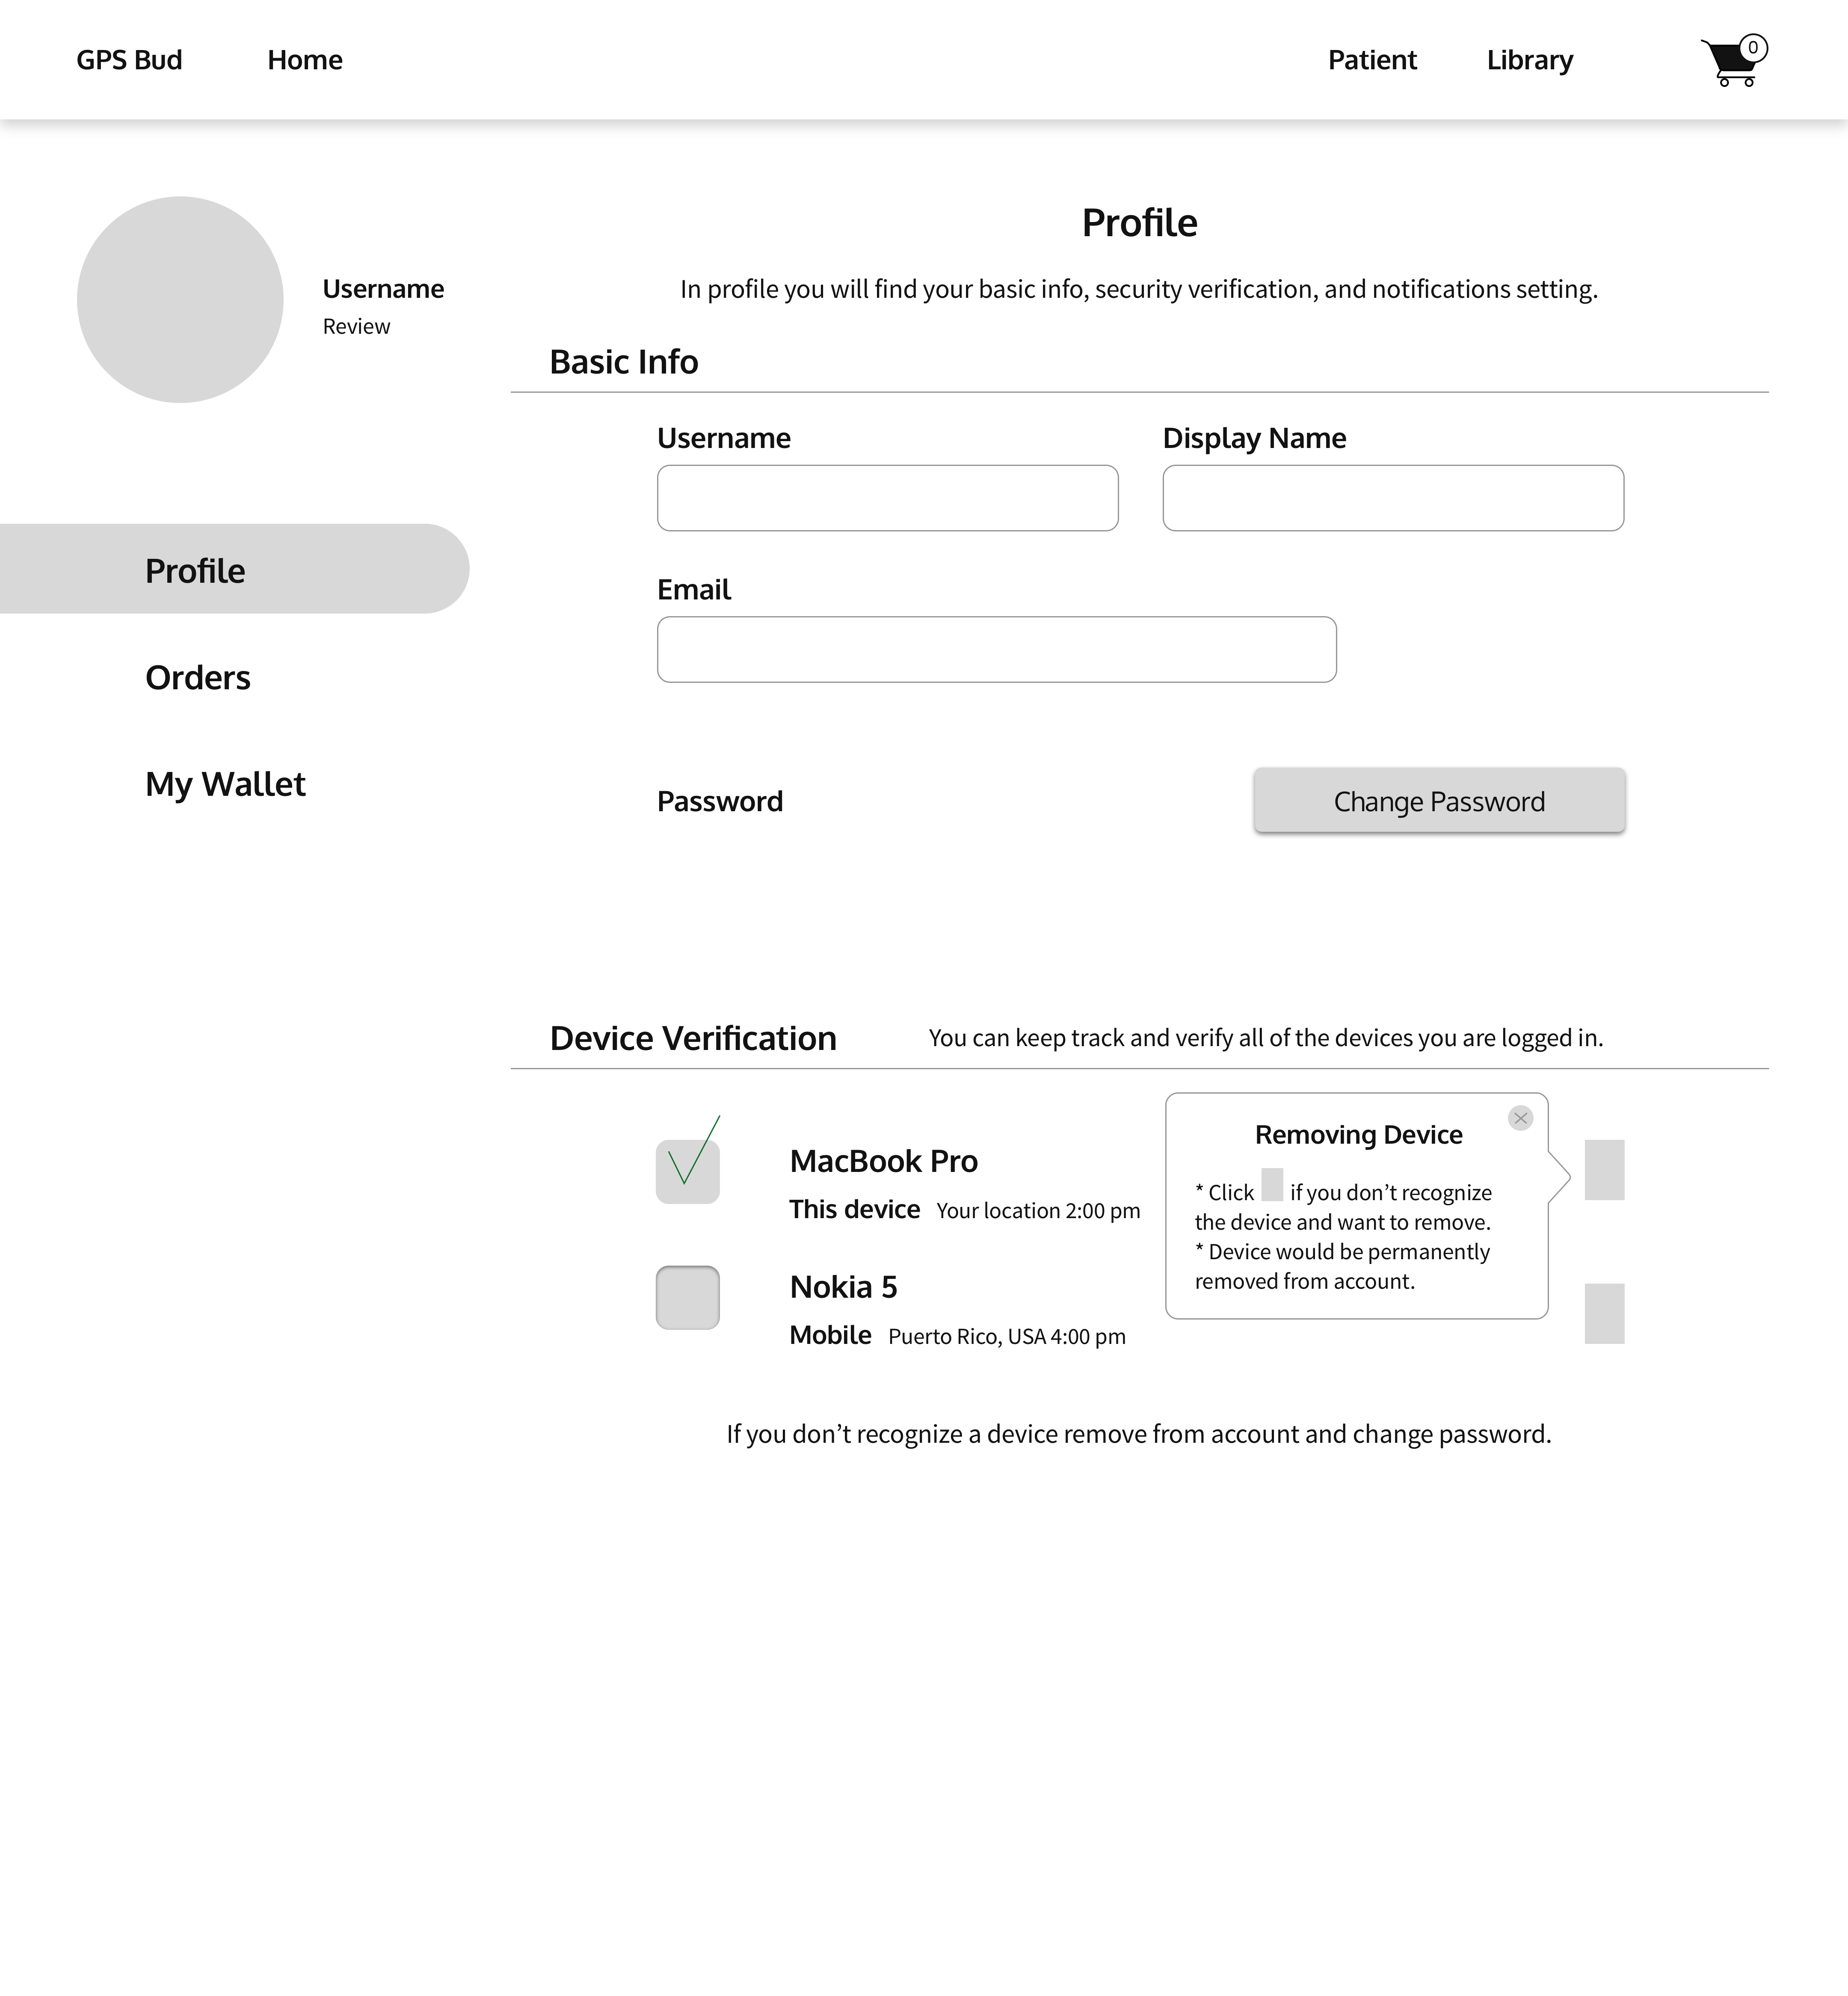 GPS Bud Home Patient Library 0
Profile
In profile you will find your basic info, security verification, and notifications setting.
Username
Review
Basic Info
Username Display Name
Email
Profile
Orders
My Wallet
Password Change Password
Device Verification You can keep track and verify all of the devices you are logged in.
MacBook Pro
This device Your location 2:00 pm
Nokia 5
Mobile Puerto Rico, USA 4:00 pm
Removing Device
* Click if you don’t recognize
the device and want to remove.
* Device would be permanently
removed from account.
If you don’t recognize a device remove from account and change password.